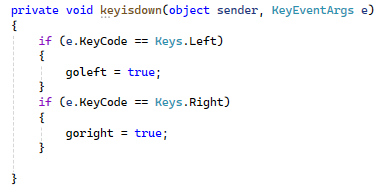 private void keyisdown(object sender, KeyEventArgs e)
{
    if (e.KeyCode == Keys.Left)
    {
        goleft = true;
    }
    if (e.KeyCode == Keys.Right)
    {
        goright = true;
    }

}